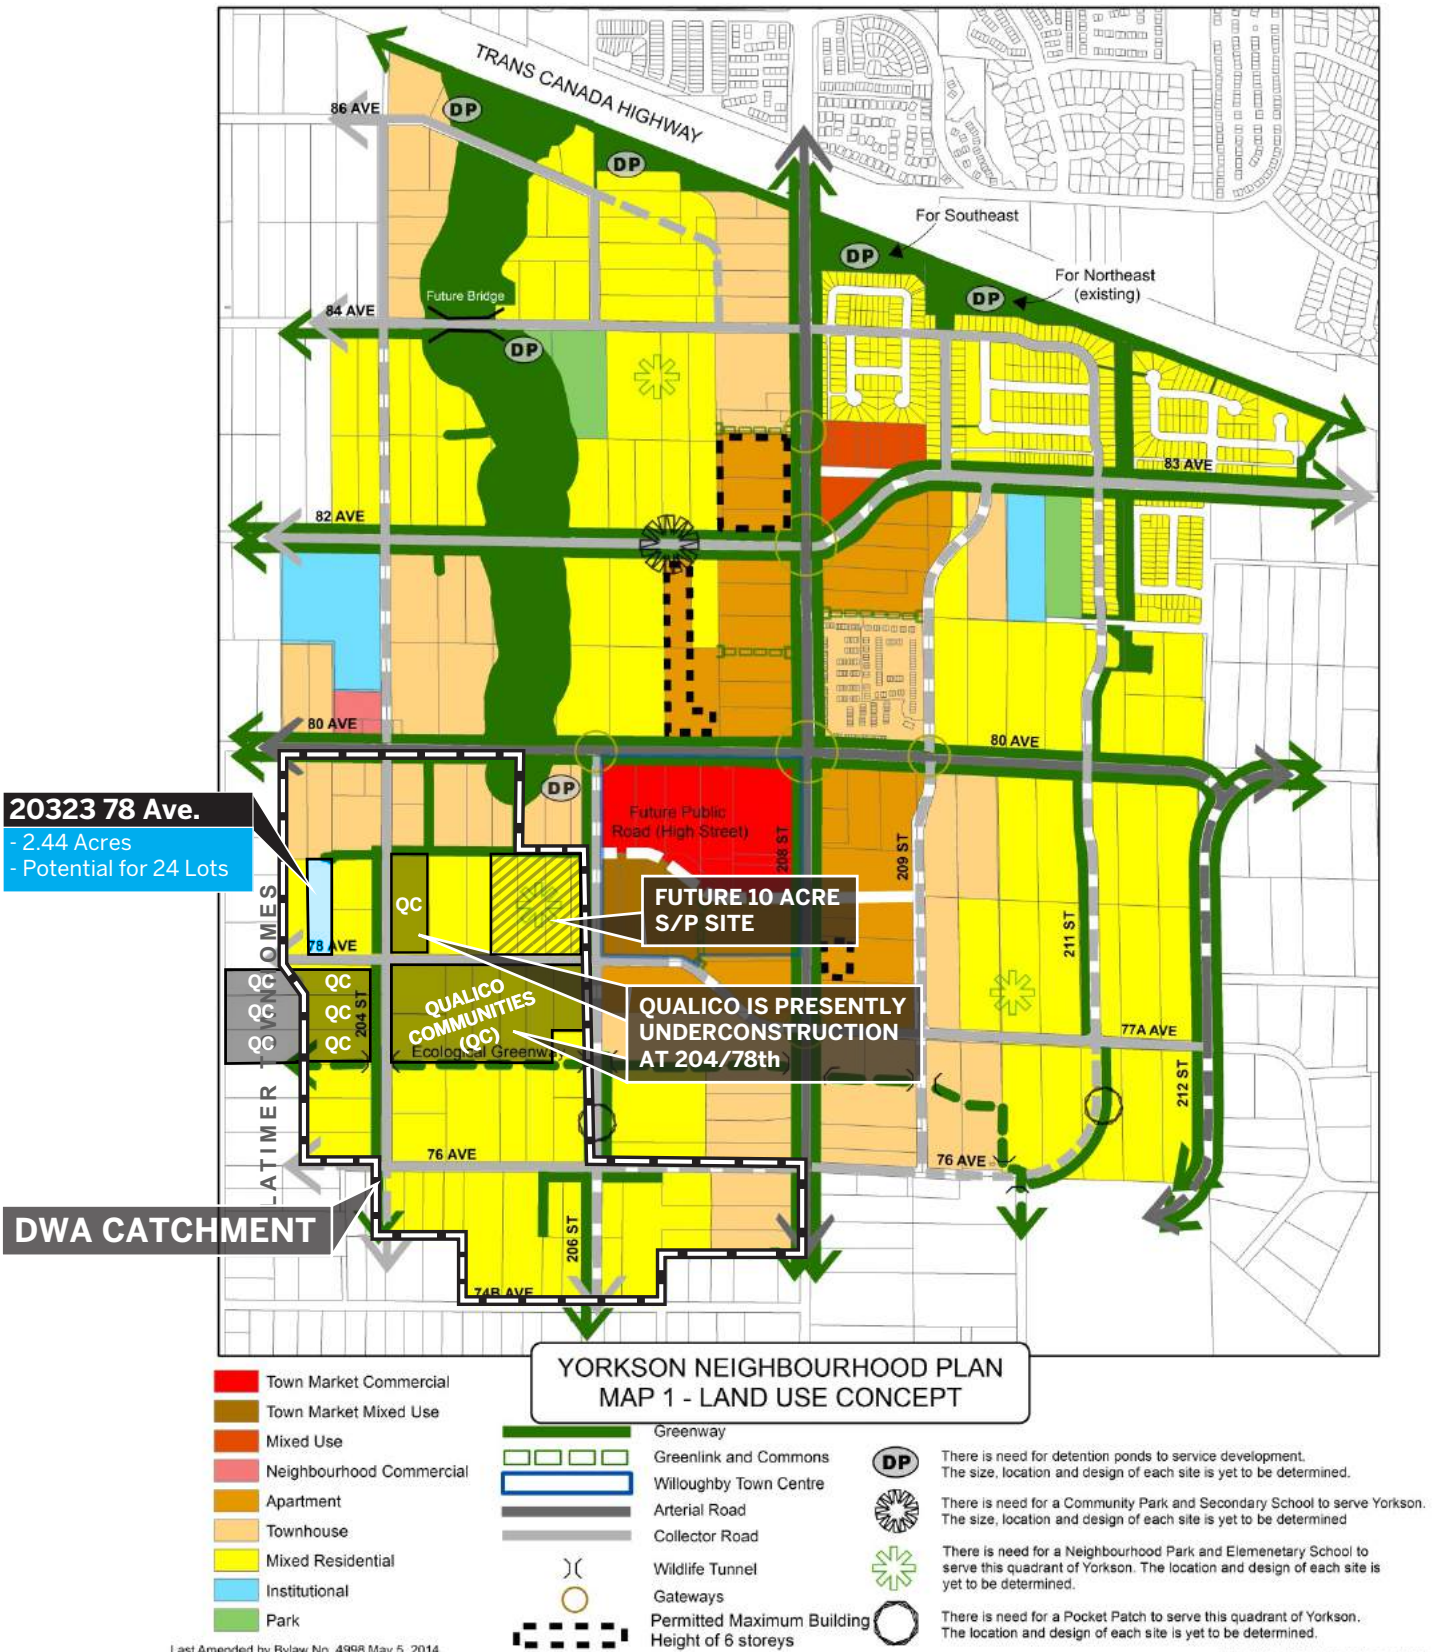 TRANS CANADA HIGHWAY
86 AVE
DP
DP
For Southeast
DP
For Northeast
(existing)
DP
Future Bridge
84 AVE
DP
83 AVE
82 AVE
80 AVE
80 AVE
DP
Future Public
Road (High Street)
208 ST
209 ST
20323 78 Ave.
- 2.44 Acres
- Potential for 24 Lots
QC
FUTURE 10 ACRE
S/P SITE
78 AVE
211 ST
LATIMER TOWNHOMES
QC
QC
QC
QC
QC
QC
204 ST
QUALICO
COMMUNITIES
(QC)
Ecological Greenway
QUALICO IS PRESENTLY
UNDERCONSTRUCTION
AT 204/78th
77A AVE
212 ST
76 AVE
76 AVE
DWA CATCHMENT
206 ST
74B AVE
YORKSON NEIGHBOURHOOD PLAN
MAP 1 - LAND USE CONCEPT
Town Market Commercial
Town Market Mixed Use
Mixed Use
Neighbourhood Commercial
Apartment
Townhouse
Mixed Residential
Institutional
Park
Greenway
Greenlink and Commons
Willoughby Town Centre
Arterial Road
Collector Road
Wildlife Tunnel
Gateways
Permitted Maximum Building
Height of 6 storeys
DP
There is need for detention ponds to service development.
The size, location and design of each site is yet to be determined.
There is need for a Community Park and Secondary School to serve Yorkson.
The size, location and design of each site is yet to be determined
There is need for a Neighbourhood Park and Elemenetary School to
serve this quadrant of Yorkson. The location and design of each site is
yet to be determined.
There is need for a Pocket Patch to serve this quadrant of Yorkson.
The location and design of each site is yet to be determined.
Last Amended by Bylaw No. 4998 May 5, 2014